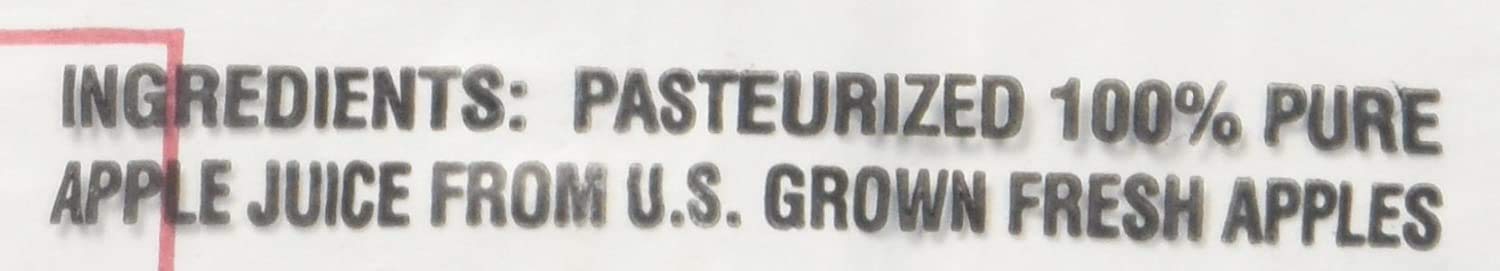 INGREDIENTS: PASTEURIZED 100% PURE
APPLE JUICE FROM U.S. GROWN FRESH APPLES